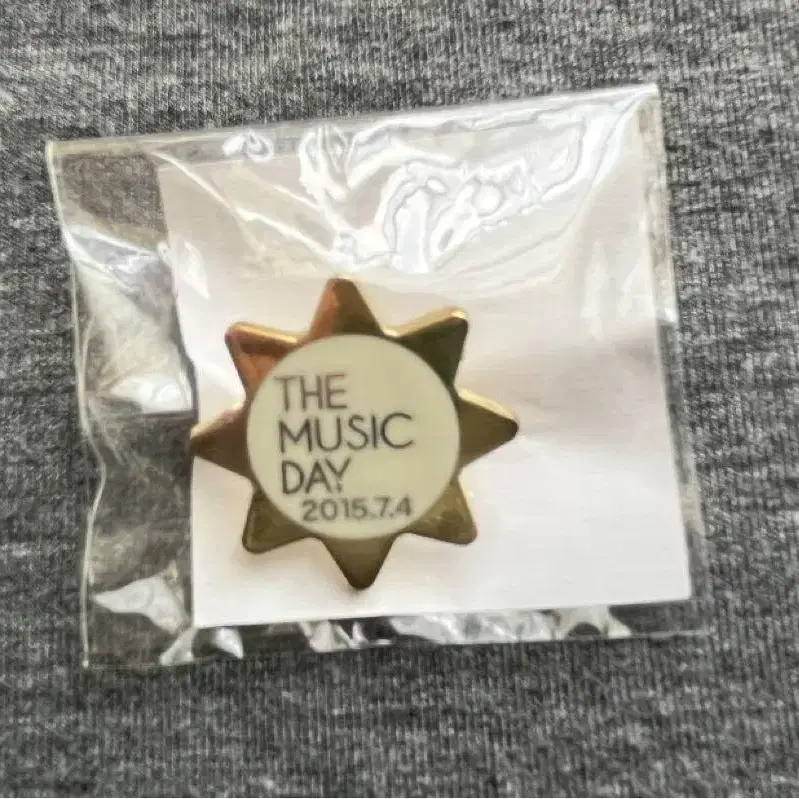 THE
MUSIC
DAY
2015.7.4